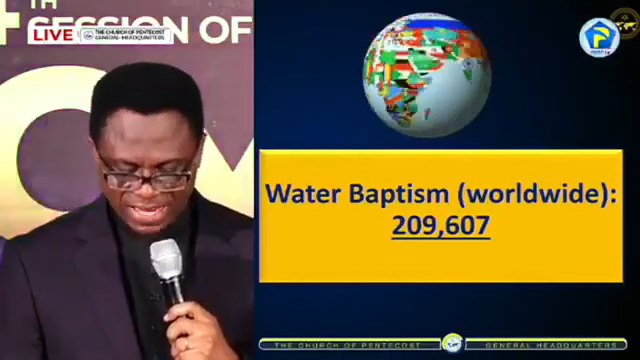 TH
SESSION OF
LIVE
THE CHURCH OF PENTECOST
GENERAL HEADQUARTERS
Water Baptism (worldwide):
209,607
THE CHURCH OF PENTECOST
GENERAL HEADQUARTERS